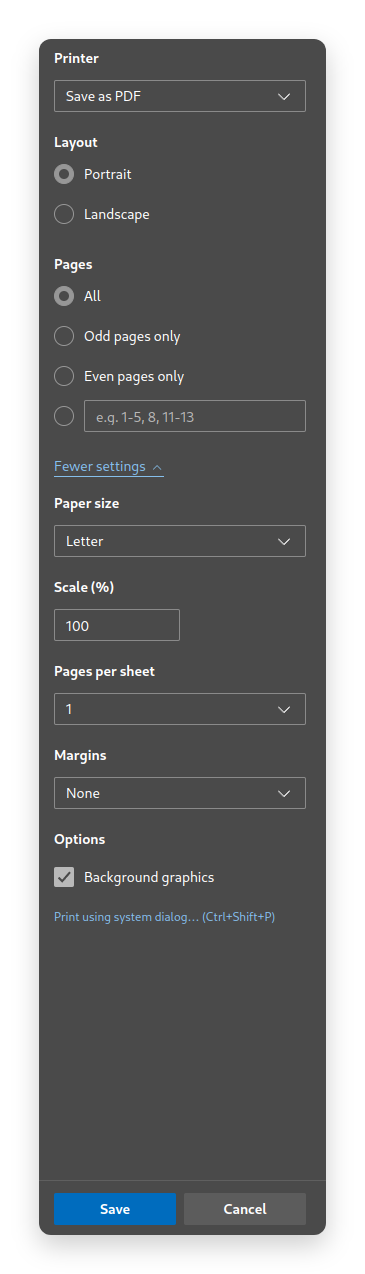 Printer
Save as PDF
Layout
Portrait
Landscape
Pages
All
Odd pages only
Even pages only
e.g. 1-5, 8, 11-13
Fewer settings
Paper size
Letter
Scale (%)
100
Pages per sheet
1
Margins
None
Options
Background graphics
Print using system dialog… (Ctrl+Shift+P)
Save
Cancel